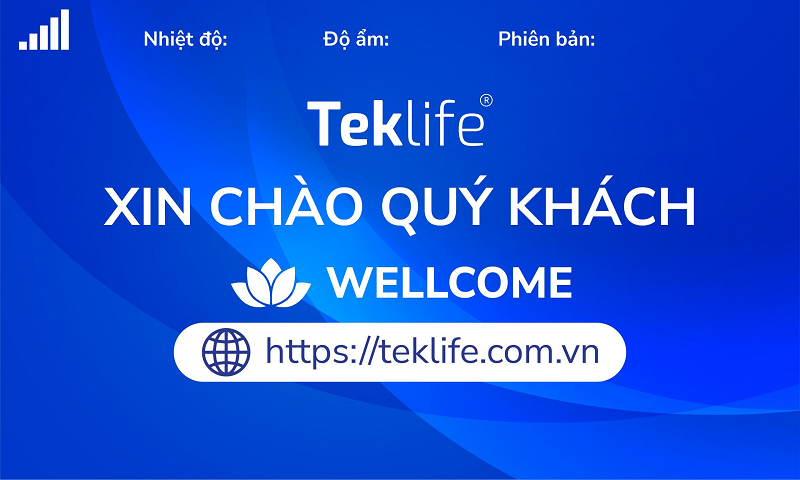 Nhiệt độ: Độ ẩm: Phiên bản:
Teklife®
XIN CHÀO QUÝ KHÁCH
WELLCOME
https://teklife.com.vn